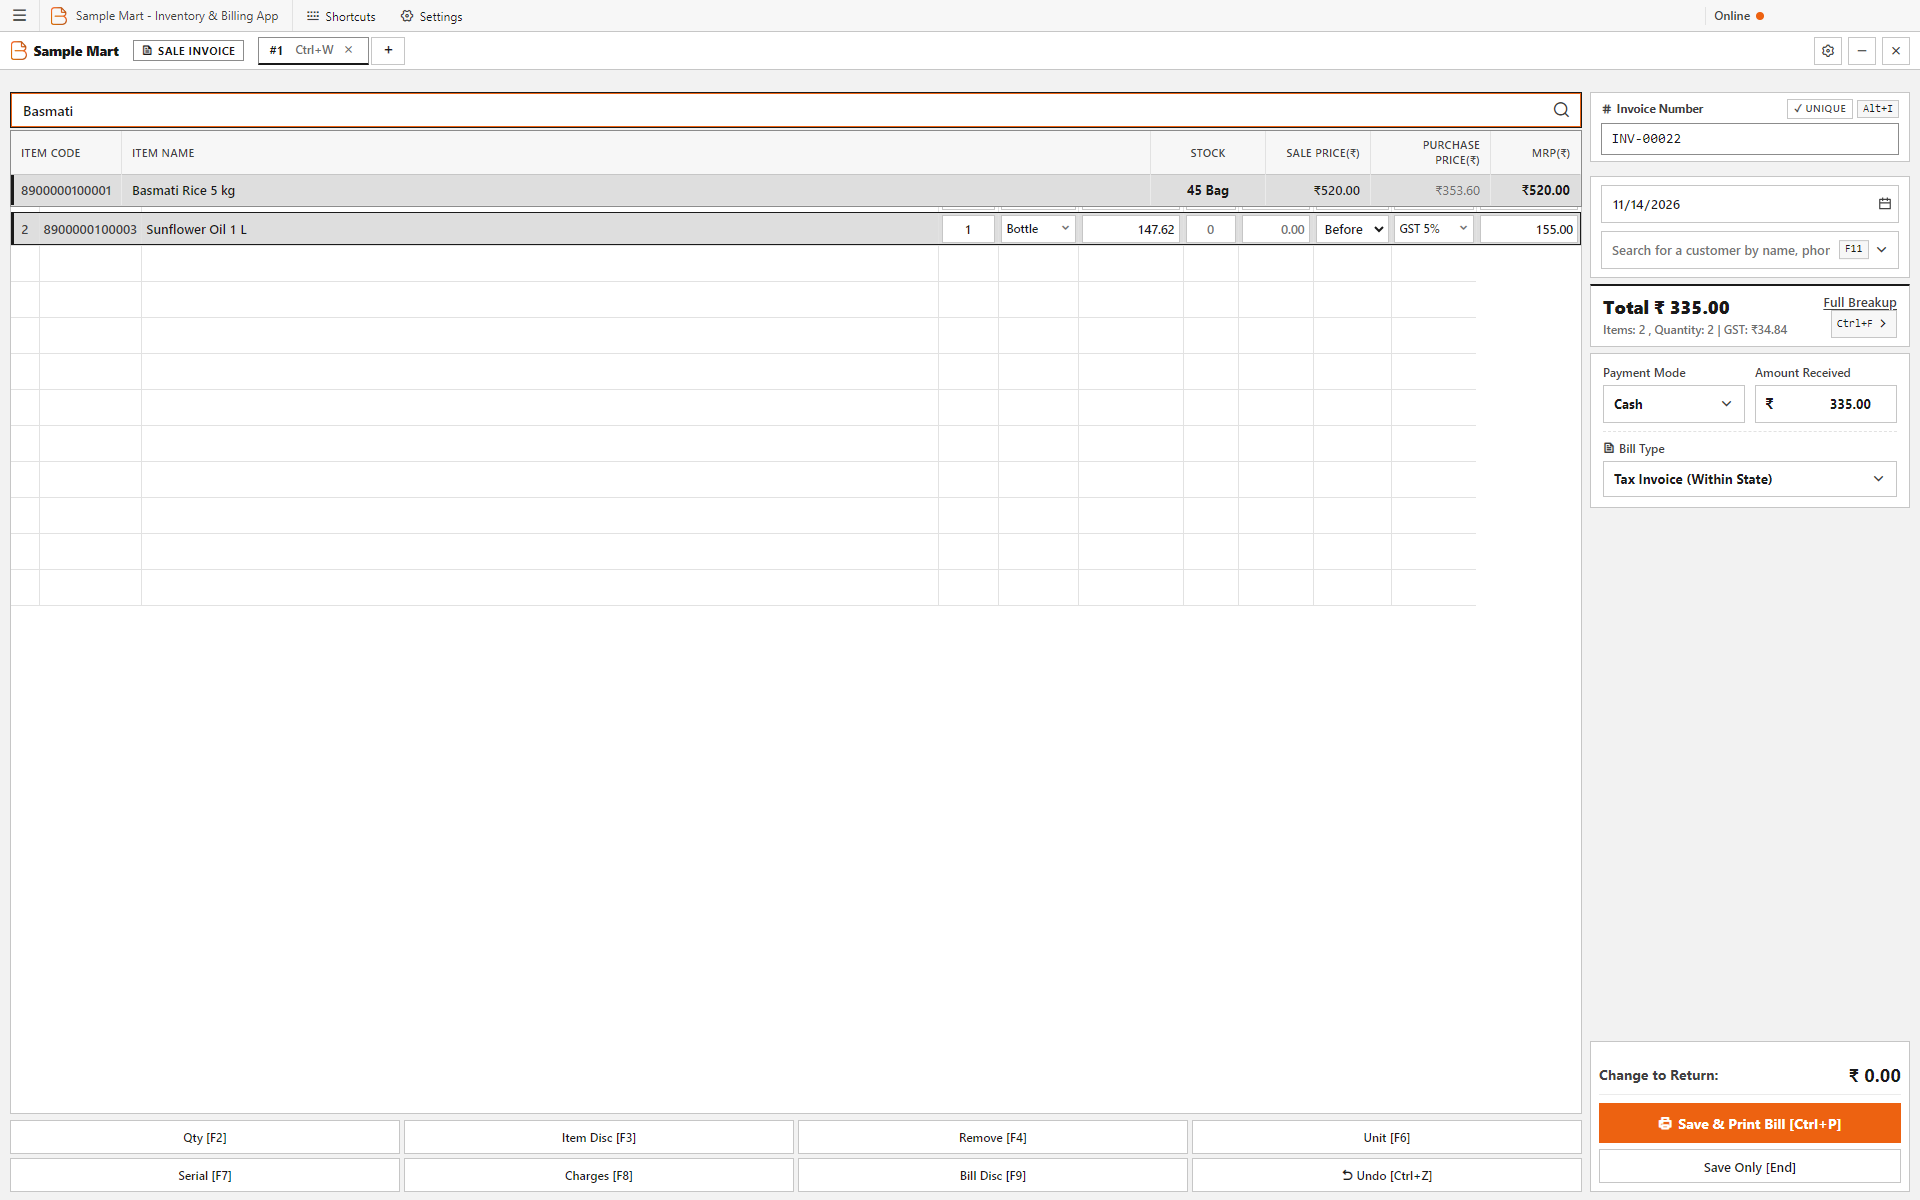 Sample Mart - Inventory & Billing App
Shortcuts
Settings
Online
Sample Mart
SALE INVOICE
#1 Ctrl+W ×
+
Basmati
ITEM CODE ITEM NAME STOCK SALE PRICE(₹) PURCHASE PRICE(₹) MRP(₹)
8900000100001 Basmati Rice 5 kg 45 Bag ₹520.00 ₹353.60 ₹520.00
2 8900000100003 Sunflower Oil 1 L 1 Bottle 147.62 0 0.00 Before GST 5% 155.00
# Invoice Number ✓ UNIQUE Alt+I
INV-00022
11/14/2026
Search for a customer by name, phor F11
Total ₹ 335.00 Full Breakup
Items: 2 , Quantity: 2 | GST: ₹34.84 Ctrl+F
Payment Mode Amount Received
Cash ₹ 335.00
Bill Type
Tax Invoice (Within State)
Change to Return: ₹ 0.00
Save & Print Bill [Ctrl+P]
Save Only [End]
Qty [F2] Item Disc [F3] Remove [F4] Unit [F6]
Serial [F7] Charges [F8] Bill Disc [F9] Undo [Ctrl+Z]